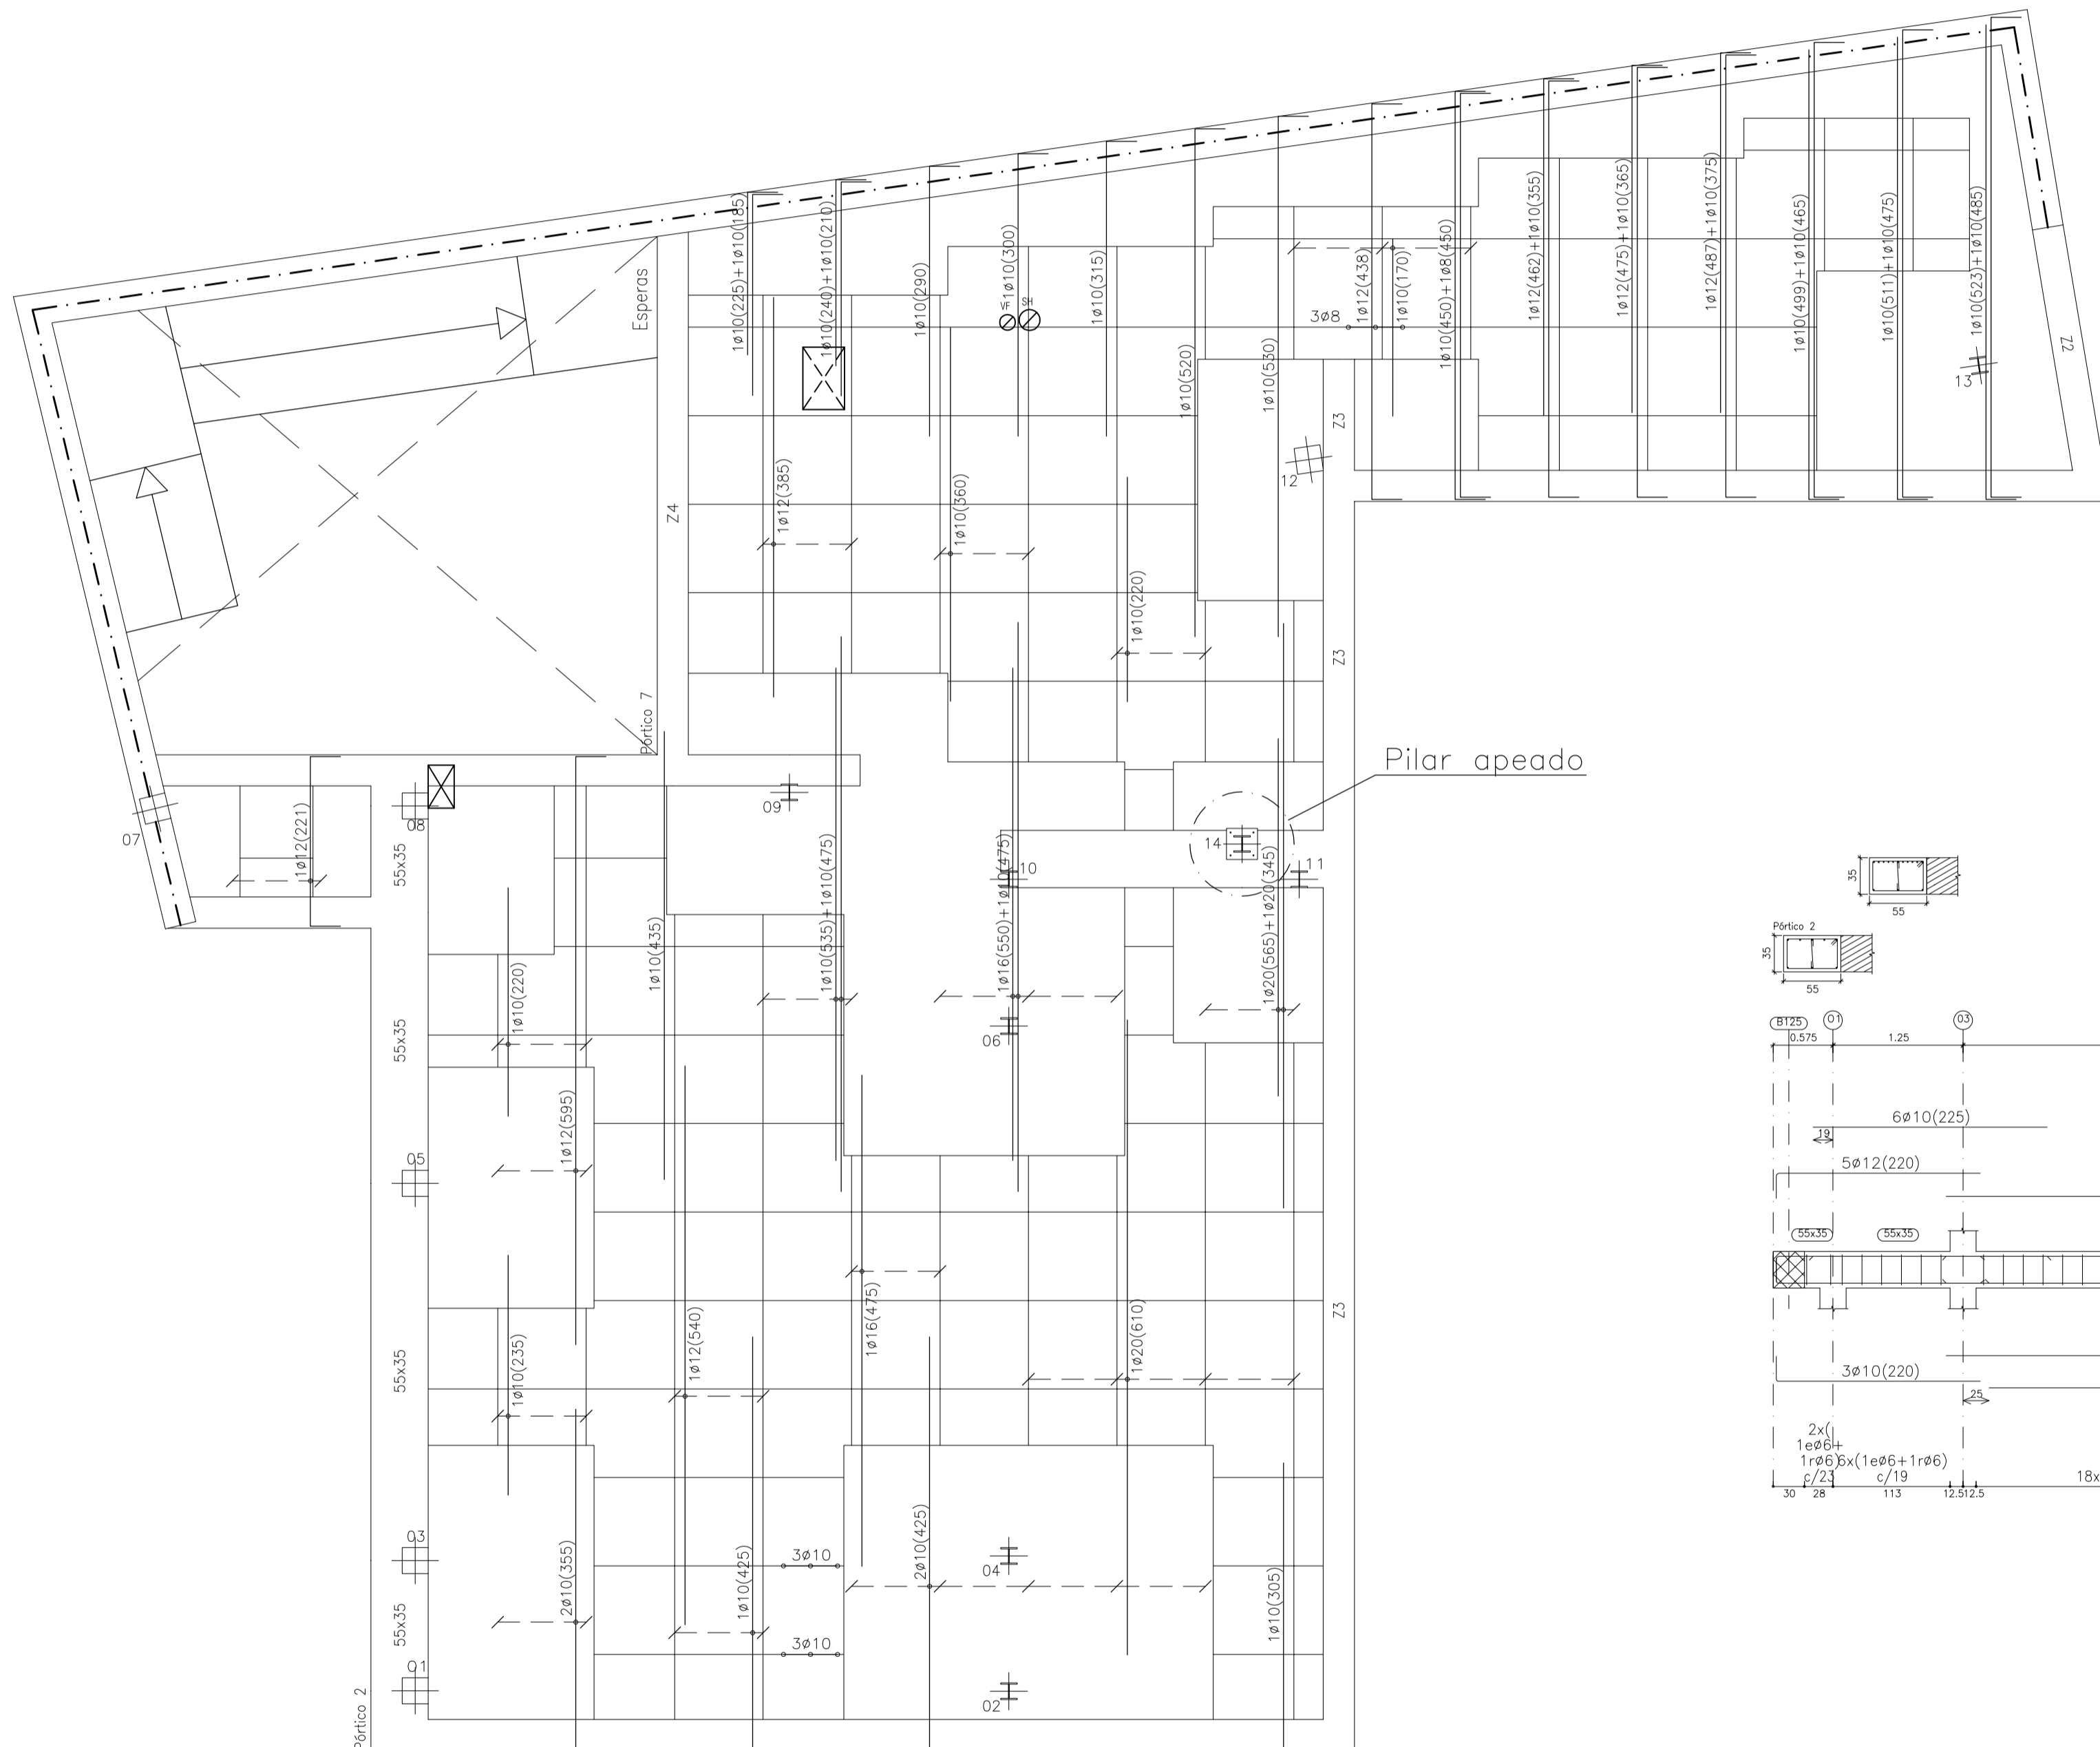 1ø10(225)+1ø10(185)
1ø10(240)+1ø10(210)
1ø10(290)
1ø10(300)
SH
1ø10(315)
1ø10(520)
1ø10(530)
3ø8
1ø12(438)
1ø10(170)
1ø10(450)+1ø8(450)
1ø12(462)+1ø10(355)
1ø12(475)+1ø10(365)
1ø12(487)+1ø10(375)
1ø10(499)+1ø10(465)
1ø10(511)+1ø10(475)
1ø10(523)+1ø10(485)
13
Z2
Esperas
Z4
1ø12(385)
1ø10(360)
1ø10(220)
12
Z3
Z3
Pórtico 7
Pilar apeado
07
1ø12(221)
08
55x35
09
10
14
11
1ø10(435)
1ø10(535)+1ø10(475)
1ø16(550)+1ø10(475)
1ø20(565)+1ø20(345)
1ø10(220)
55x35
06
05
1ø12(595)
1ø12(540)
1ø16(475)
1ø20(610)
Z3
55x35
1ø10(235)
03
2ø10(355)
1ø10(425)
3ø10
2ø10(425)
04
1ø10(305)
55x35
3ø10
01
02
Pórtico 2
35
55
Pórtico 2
35
55
B125
01
03
0.575
1.25
6ø10(225)
19
5ø12(220)
55x35
55x35
3ø10(220)
25
2x(
1eø6+
1rø6)
6x(1eø6+1rø6)
c/23
c/19
18x
30
28
113
12.5
12.5